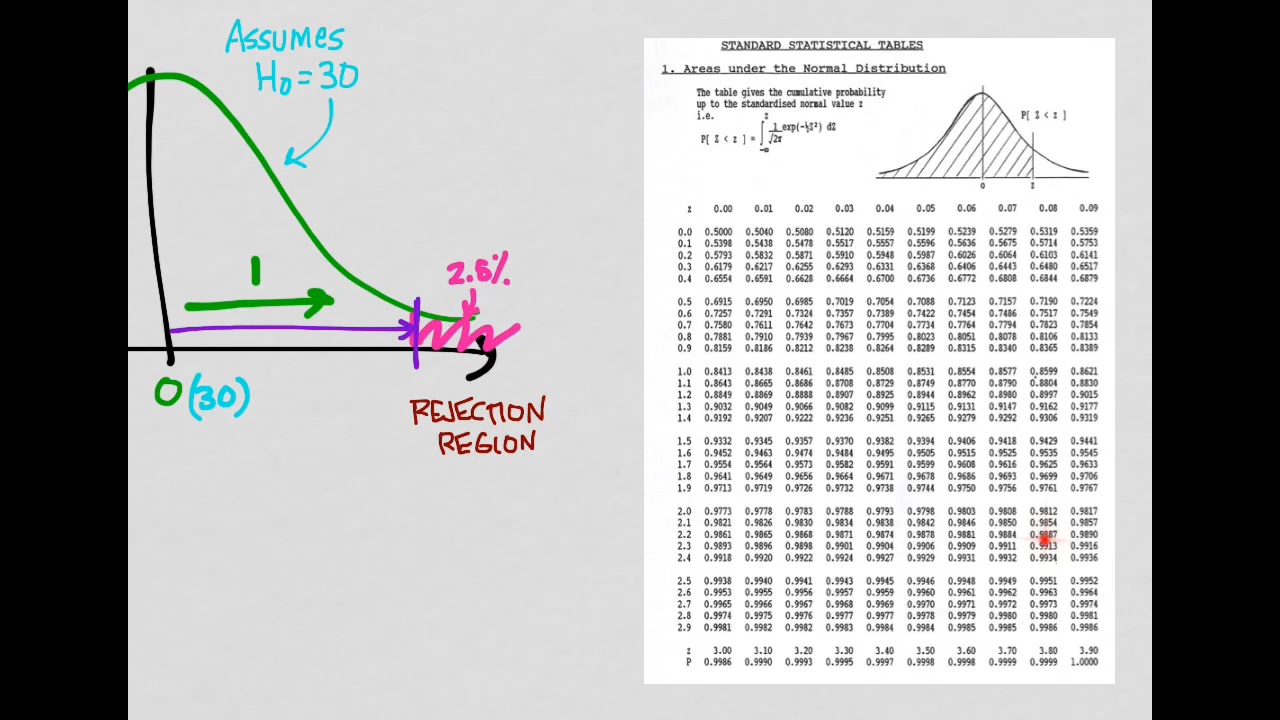 ASSUMES
H0 = 30
1
2.5%
0 (30)
REJECTION
REGION
STANDARD STATISTICAL TABLES
1. Areas under the Normal Distribution
The table gives the cumulative probability
up to the standardised normal value z
i.e.
z
P[ Z < z ] = ∫ 1/√2π exp(-½Z²) dZ
-∞
P[ Z < z ]
0 z
z 0.00 0.01 0.02 0.03 0.04 0.05 0.06 0.07 0.08 0.09
0.0 0.5000 0.5040 0.5080 0.5120 0.5159 0.5199 0.5239 0.5279 0.5319 0.5359
0.1 0.5398 0.5438 0.5478 0.5517 0.5557 0.5596 0.5636 0.5675 0.5714 0.5753
0.2 0.5793 0.5832 0.5871 0.5910 0.5948 0.5987 0.6026 0.6064 0.6103 0.6141
0.3 0.6179 0.6217 0.6255 0.6293 0.6331 0.6368 0.6406 0.6443 0.6480 0.6517
0.4 0.6554 0.6591 0.6628 0.6664 0.6700 0.6736 0.6772 0.6808 0.6844 0.6879
0.5 0.6915 0.6950 0.6985 0.7019 0.7054 0.7088 0.7123 0.7157 0.7190 0.7224
0.6 0.7257 0.7291 0.7324 0.7357 0.7389 0.7422 0.7454 0.7486 0.7517 0.7549
0.7 0.7580 0.7611 0.7642 0.7673 0.7704 0.7734 0.7764 0.7794 0.7823 0.7854
0.8 0.7881 0.7910 0.7939 0.7967 0.7995 0.8023 0.8051 0.8078 0.8106 0.8133
0.9 0.8159 0.8186 0.8212 0.8238 0.8264 0.8289 0.8315 0.8340 0.8365 0.8389
1.0 0.8413 0.8438 0.8461 0.8485 0.8508 0.8531 0.8554 0.8577 0.8599 0.8621
1.1 0.8643 0.8665 0.8686 0.8708 0.8729 0.8749 0.8770 0.8790 0.8804 0.8830
1.2 0.8849 0.8869 0.8888 0.8907 0.8925 0.8944 0.8962 0.8980 0.8997 0.9015
1.3 0.9032 0.9049 0.9066 0.9082 0.9099 0.9115 0.9131 0.9147 0.9162 0.9177
1.4 0.9192 0.9207 0.9222 0.9236 0.9251 0.9265 0.9279 0.9292 0.9306 0.9319
1.5 0.9332 0.9345 0.9357 0.9370 0.9382 0.9394 0.9406 0.9418 0.9429 0.9441
1.6 0.9452 0.9463 0.9474 0.9484 0.9495 0.9505 0.9515 0.9525 0.9535 0.9545
1.7 0.9554 0.9564 0.9573 0.9582 0.9591 0.9599 0.9608 0.9616 0.9625 0.9633
1.8 0.9641 0.9649 0.9656 0.9664 0.9671 0.9678 0.9686 0.9693 0.9699 0.9706
1.9 0.9713 0.9719 0.9726 0.9732 0.9738 0.9744 0.9750 0.9756 0.9761 0.9767
2.0 0.9773 0.9778 0.9783 0.9788 0.9793 0.9798 0.9803 0.9808 0.9812 0.9817
2.1 0.9821 0.9826 0.9830 0.9834 0.9838 0.9842 0.9846 0.9850 0.9854 0.9857
2.2 0.9861 0.9865 0.9868 0.9871 0.9874 0.9878 0.9881 0.9884 0.9887 0.9890
2.3 0.9893 0.9896 0.9898 0.9901 0.9904 0.9906 0.9909 0.9911 0.9913 0.9916
2.4 0.9918 0.9920 0.9922 0.9924 0.9927 0.9929 0.9931 0.9932 0.9934 0.9936
2.5 0.9938 0.9940 0.9941 0.9943 0.9945 0.9946 0.9948 0.9949 0.9951 0.9952
2.6 0.9953 0.9955 0.9956 0.9957 0.9959 0.9960 0.9961 0.9962 0.9963 0.9964
2.7 0.9965 0.9966 0.9967 0.9968 0.9969 0.9970 0.9971 0.9972 0.9973 0.9974
2.8 0.9974 0.9975 0.9976 0.9977 0.9977 0.9978 0.9979 0.9980 0.9980 0.9981
2.9 0.9981 0.9982 0.9982 0.9983 0.9984 0.9984 0.9985 0.9985 0.9986 0.9986
z 3.00 3.10 3.20 3.30 3.40 3.50 3.60 3.70 3.80 3.90
P 0.9986 0.9990 0.9993 0.9995 0.9997 0.9998 0.9998 0.9999 0.9999 1.0000